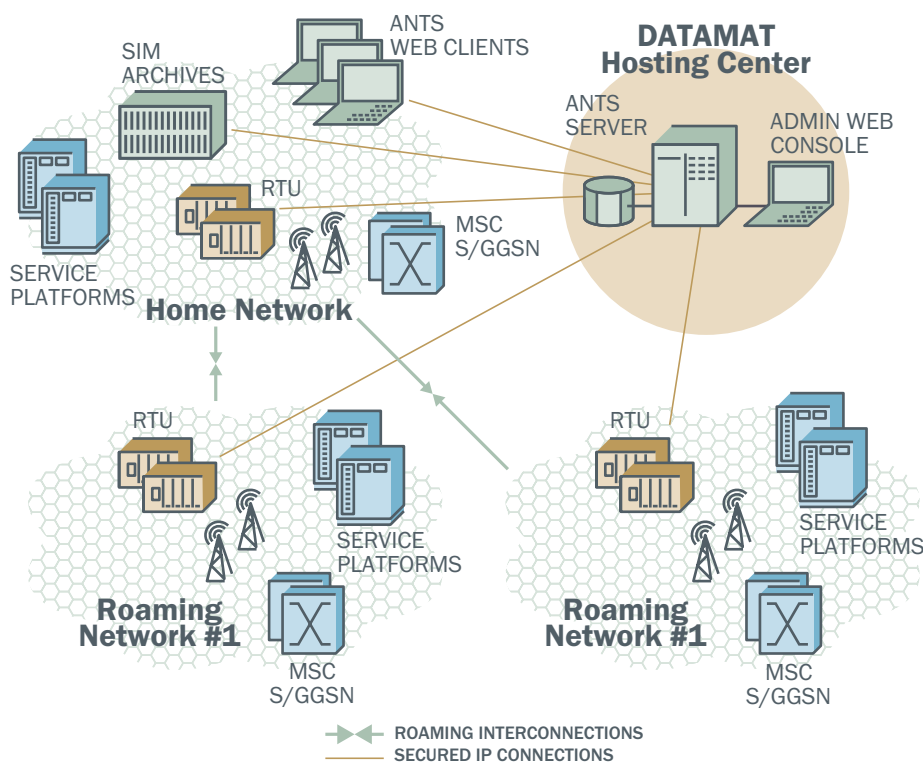 SIM
ARCHIVES
ANTS
WEB CLIENTS
DATAMAT
Hosting Center
ANTS
SERVER
ADMIN WEB
CONSOLE
RTU
MSC
S/GGSN
SERVICE
PLATFORMS
Home Network
RTU
SERVICE
PLATFORMS
Roaming
Network #1
MSC
S/GGSN
RTU
SERVICE
PLATFORMS
Roaming
Network #1
MSC
S/GGSN
ROAMING INTERCONNECTIONS
SECURED IP CONNECTIONS